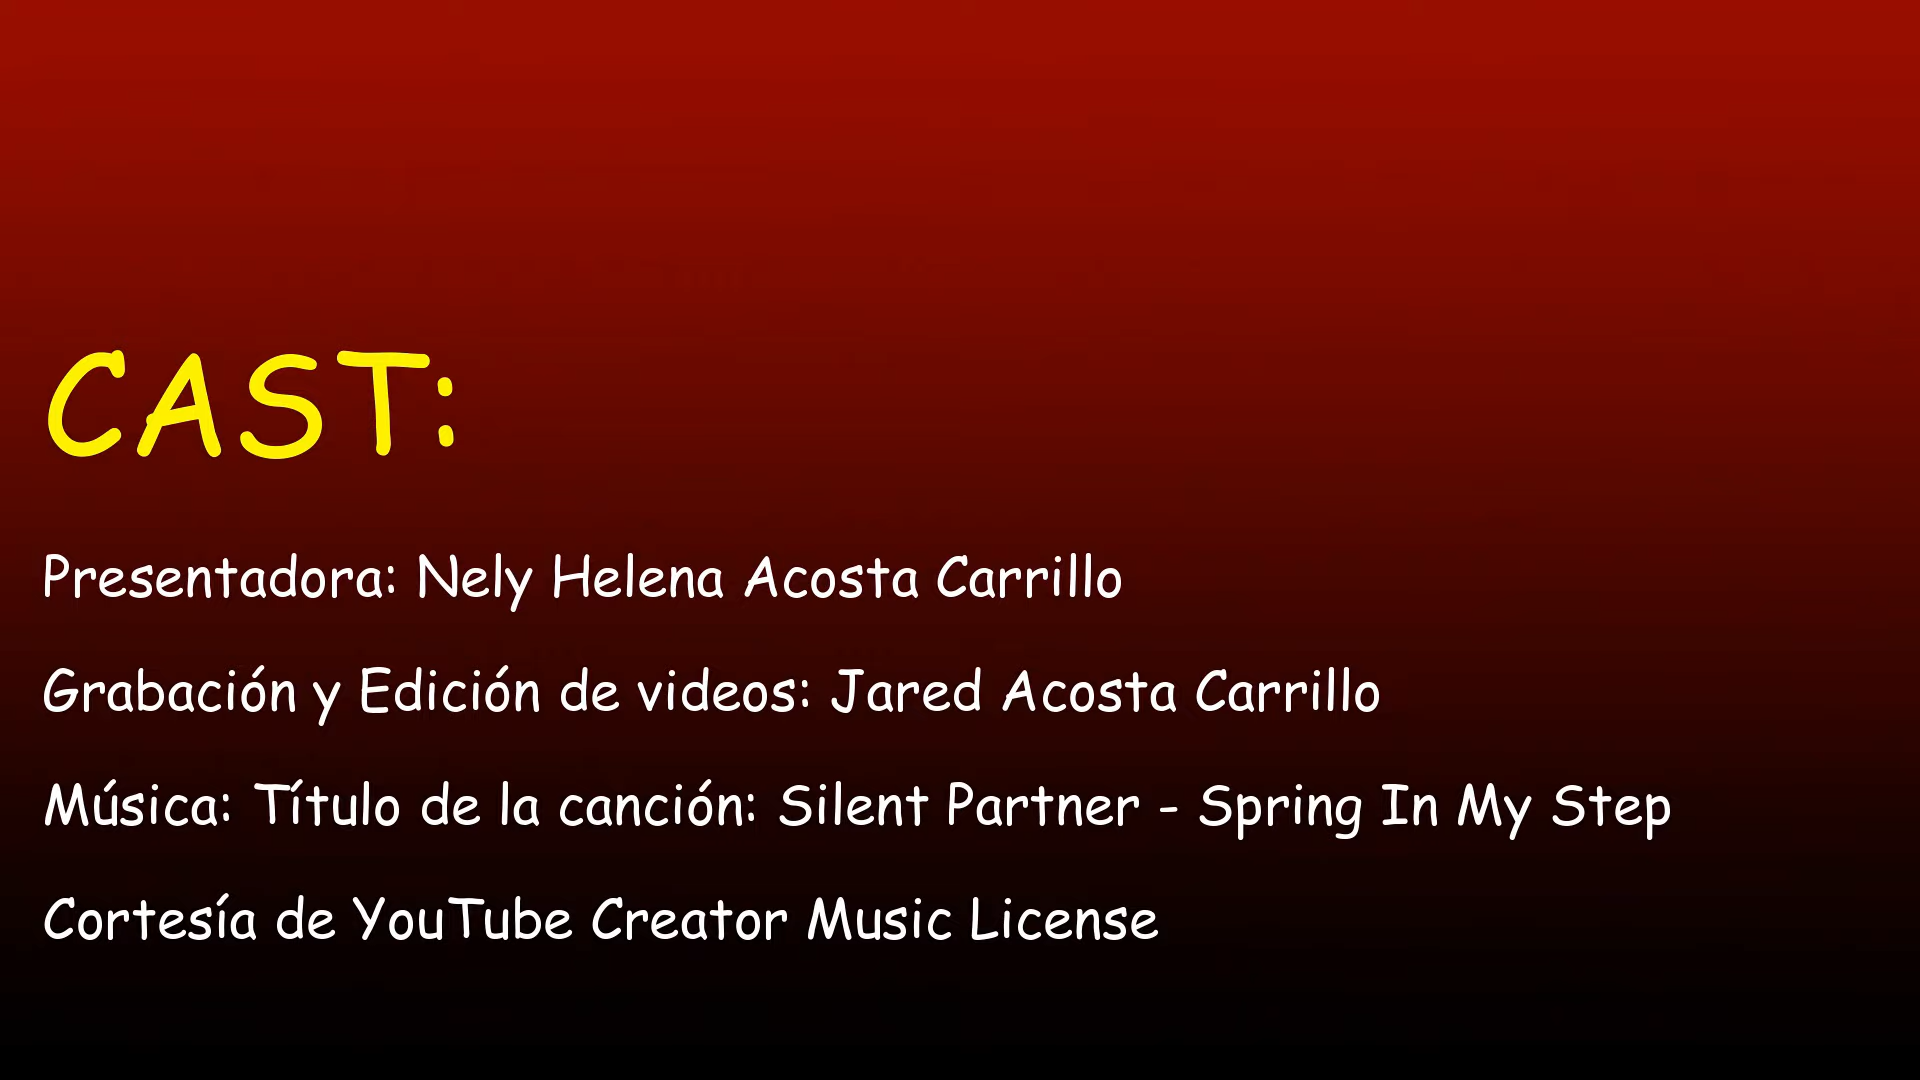 CAST:
Presentadora: Nely Helena Acosta Carrillo
Grabación y Edición de videos: Jared Acosta Carrillo
Música: Título de la canción: Silent Partner - Spring In My Step
Cortesía de YouTube Creator Music License